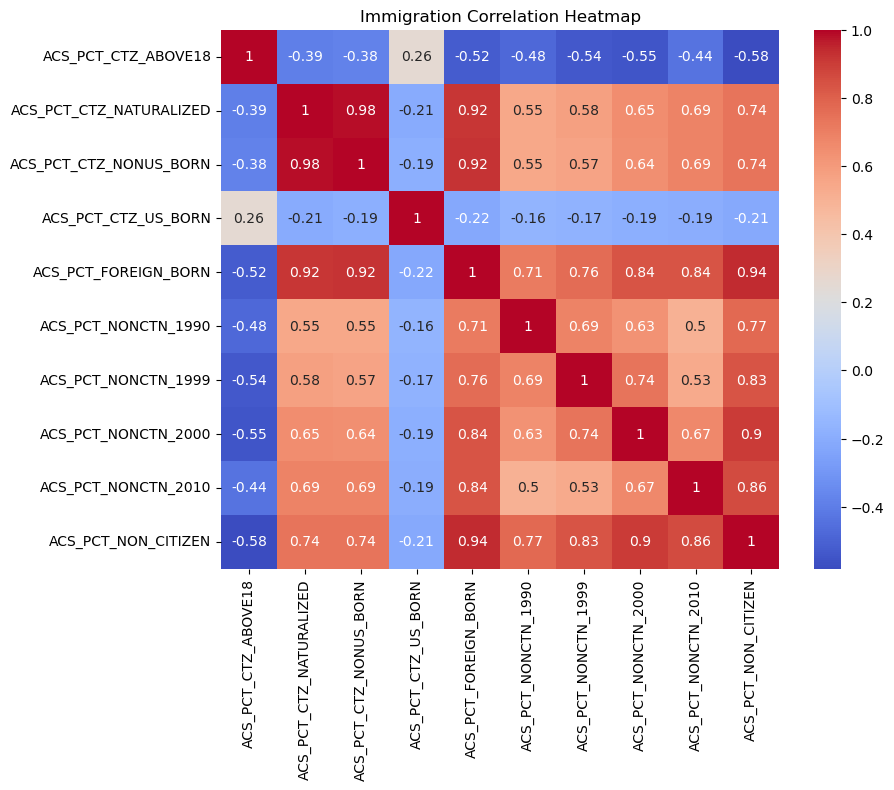 Immigration Correlation Heatmap
ACS_PCT_CTZ_ABOVE18 1 -0.39 -0.38 0.26 -0.52 -0.48 -0.54 -0.55 -0.44 -0.58
ACS_PCT_CTZ_NATURALIZED -0.39 1 0.98 -0.21 0.92 0.55 0.58 0.65 0.69 0.74
ACS_PCT_CTZ_NONUS_BORN -0.38 0.98 1 -0.19 0.92 0.55 0.57 0.64 0.69 0.74
ACS_PCT_CTZ_US_BORN 0.26 -0.21 -0.19 1 -0.22 -0.16 -0.17 -0.19 -0.19 -0.21
ACS_PCT_FOREIGN_BORN -0.52 0.92 0.92 -0.22 1 0.71 0.76 0.84 0.84 0.94
ACS_PCT_NONCTN_1990 -0.48 0.55 0.55 -0.16 0.71 1 0.69 0.63 0.5 0.77
ACS_PCT_NONCTN_1999 -0.54 0.58 0.57 -0.17 0.76 0.69 1 0.74 0.53 0.83
ACS_PCT_NONCTN_2000 -0.55 0.65 0.64 -0.19 0.84 0.63 0.74 1 0.67 0.9
ACS_PCT_NONCTN_2010 -0.44 0.69 0.69 -0.19 0.84 0.5 0.53 0.67 1 0.86
ACS_PCT_NON_CITIZEN -0.58 0.74 0.74 -0.21 0.94 0.77 0.83 0.9 0.86 1
ACS_PCT_CTZ_ABOVE18
ACS_PCT_CTZ_NATURALIZED
ACS_PCT_CTZ_NONUS_BORN
ACS_PCT_CTZ_US_BORN
ACS_PCT_FOREIGN_BORN
ACS_PCT_NONCTN_1990
ACS_PCT_NONCTN_1999
ACS_PCT_NONCTN_2000
ACS_PCT_NONCTN_2010
ACS_PCT_NON_CITIZEN
1.0
0.8
0.6
0.4
0.2
0.0
−0.2
−0.4